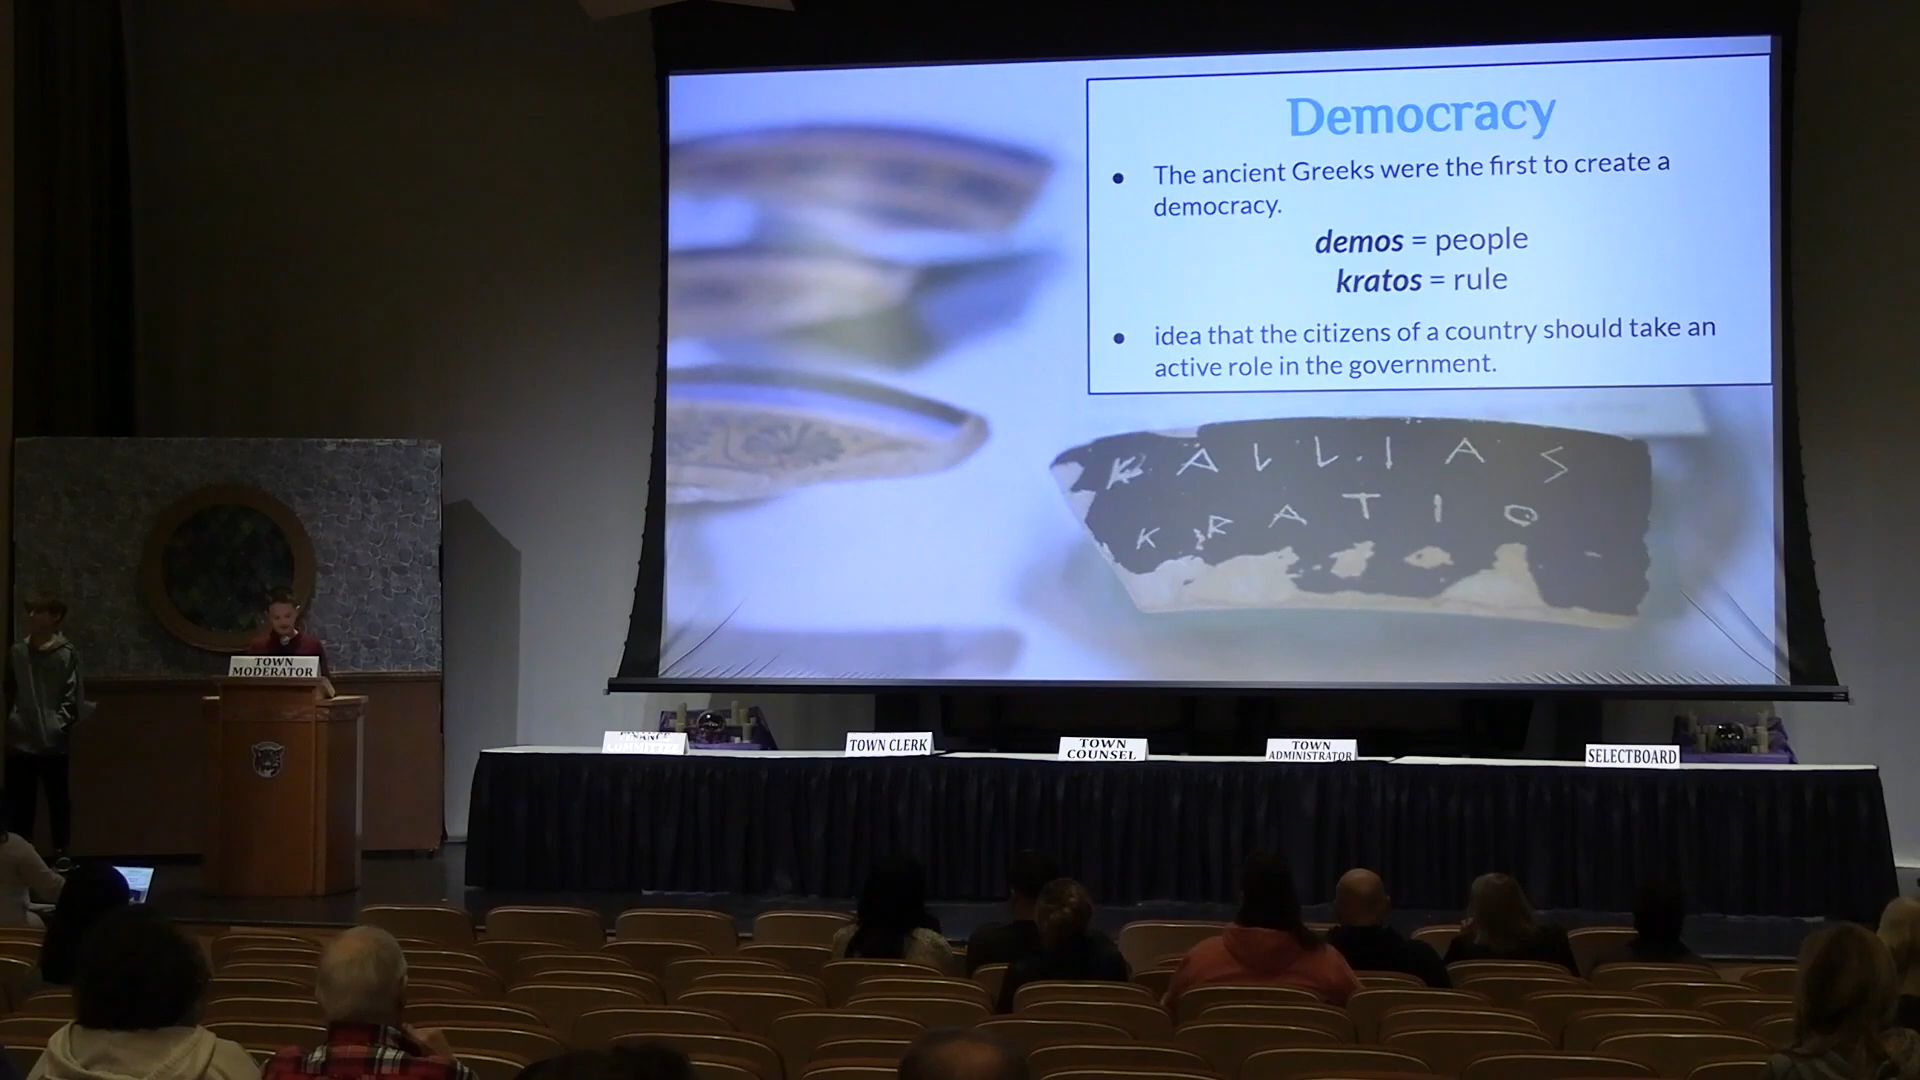 Democracy
The ancient Greeks were the first to create a
democracy.
demos = people
kratos = rule
idea that the citizens of a country should take an
active role in the government.
KALLIAS
KRATIO
TOWN
MODERATOR
FINANCE
COMMITTEE
TOWN CLERK
TOWN
COUNSEL
TOWN
ADMINISTRATOR
SELECTBOARD